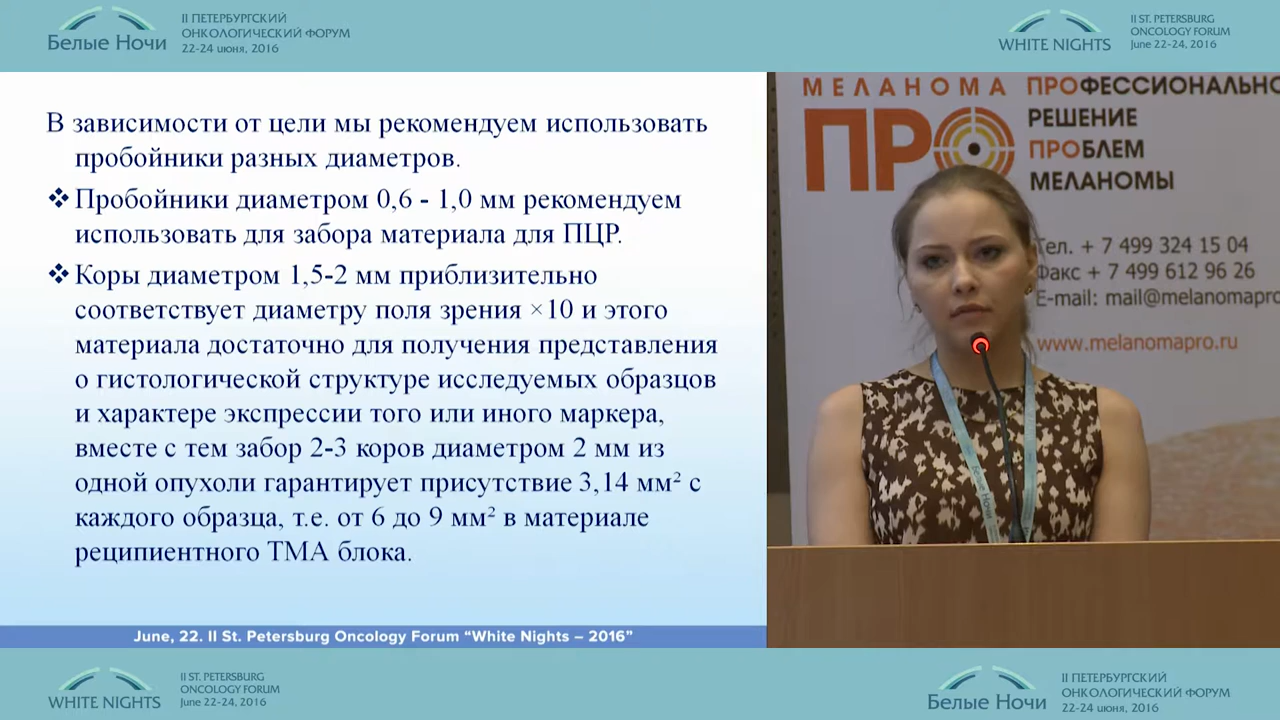 Белые Ночи
II ПЕТЕРБУРГСКИЙ
ОНКОЛОГИЧЕСКИЙ ФОРУМ
22-24 июня, 2016
WHITE NIGHTS
II ST. PETERSBURG
ONCOLOGY FORUM
June 22-24, 2016
В зависимости от цели мы рекомендуем использовать
пробойники разных диаметров.
❖ Пробойники диаметром 0,6 - 1,0 мм рекомендуем
использовать для забора материала для ПЦР.
❖ Коры диаметром 1,5-2 мм приблизительно
соответствует диаметру поля зрения ×10 и этого
материала достаточно для получения представления
о гистологической структуре исследуемых образцов
и характере экспрессии того или иного маркера,
вместе с тем забор 2-3 коров диаметром 2 мм из
одной опухоли гарантирует присутствие 3,14 мм² с
каждого образца, т.е. от 6 до 9 мм² в материале
реципиентного ТМА блока.
June, 22. II St. Petersburg Oncology Forum “White Nights – 2016”
МЕЛАНОМА
ПРО
ПРОФЕССИОНАЛЬНО
РЕШЕНИЕ
ПРОБЛЕМ
МЕЛАНОМЫ
Тел. + 7 499 324 15 04
Факс + 7 499 612 96 26
E-mail: mail@melanomapro
www.melanomapro.ru
Белые Ночи
WHITE NIGHTS
II ST. PETERSBURG
ONCOLOGY FORUM
June 22-24, 2016
Белые Ночи
II ПЕТЕРБУРГСКИЙ
ОНКОЛОГИЧЕСКИЙ ФОРУМ
22-24 июня, 2016